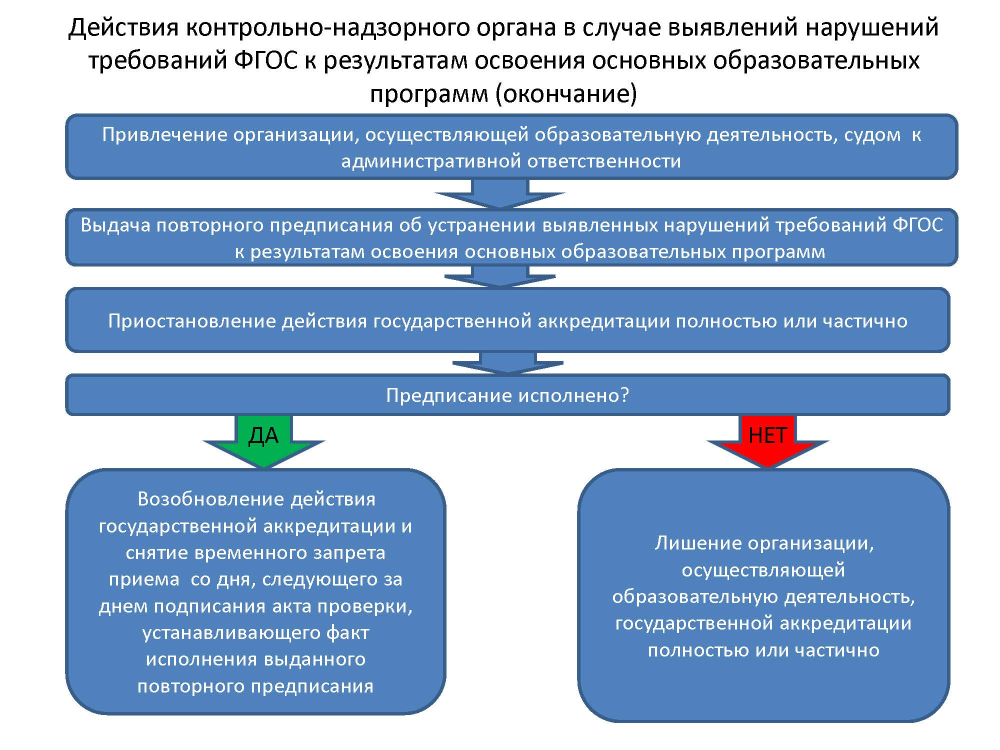 Действия контрольно-надзорного органа в случае выявлений нарушений
требований ФГОС к результатам освоения основных образовательных
программ (окончание)
Привлечение организации, осуществляющей образовательную деятельность, судом к
административной ответственности
Выдача повторного предписания об устранении выявленных нарушений требований ФГОС
к результатам освоения основных образовательных программ
Приостановление действия государственной аккредитации полностью или частично
Предписание исполнено?
ДА
НЕТ
Возобновление действия
государственной аккредитации и
снятие временного запрета
приема со дня, следующего за
днем подписания акта проверки,
устанавливающего факт
исполнения выданного
повторного предписания
Лишение организации,
осуществляющей
образовательную деятельность,
государственной аккредитации
полностью или частично